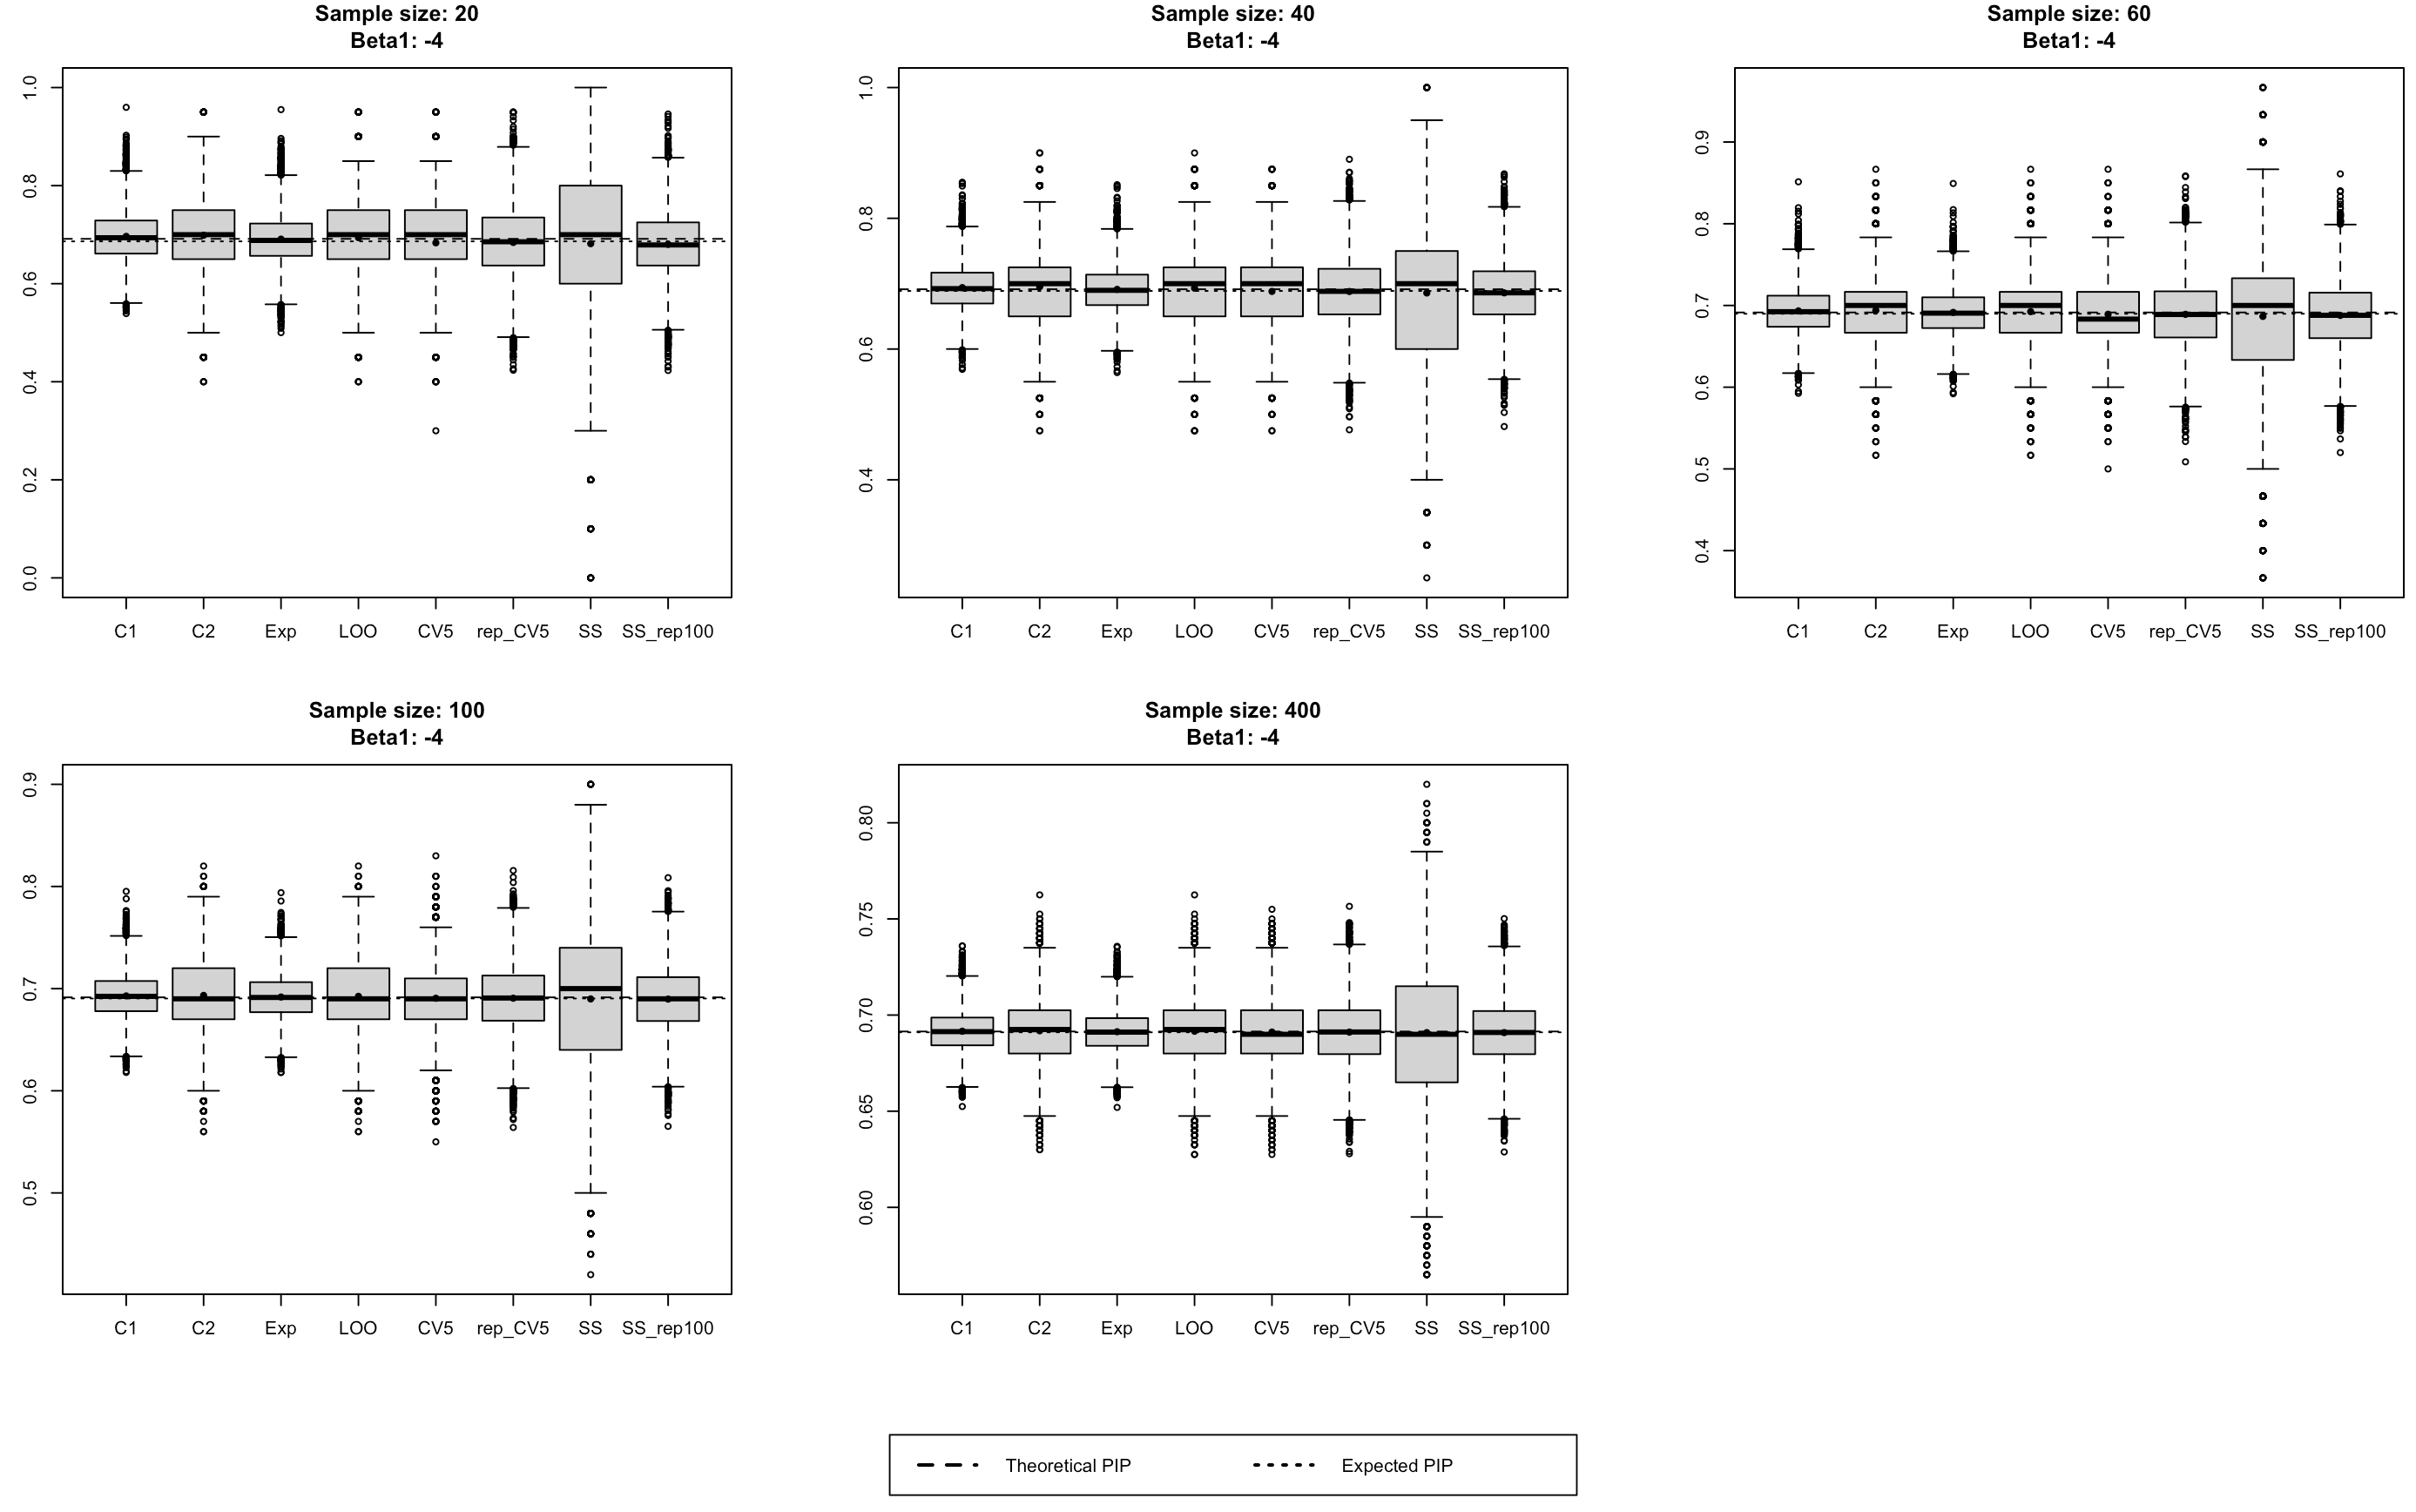 Sample size: 20
Beta1: -4
1.0
0.8
0.6
0.4
0.2
0.0
C1 C2 Exp LOO CV5 rep_CV5 SS SS_rep100
Sample size: 40
Beta1: -4
1.0
0.8
0.6
0.4
C1 C2 Exp LOO CV5 rep_CV5 SS SS_rep100
Sample size: 60
Beta1: -4
0.9
0.8
0.7
0.6
0.5
0.4
C1 C2 Exp LOO CV5 rep_CV5 SS SS_rep100
Sample size: 100
Beta1: -4
0.9
0.8
0.7
0.6
0.5
C1 C2 Exp LOO CV5 rep_CV5 SS SS_rep100
Sample size: 400
Beta1: -4
0.80
0.75
0.70
0.65
0.60
C1 C2 Exp LOO CV5 rep_CV5 SS SS_rep100
Theoretical PIP Expected PIP